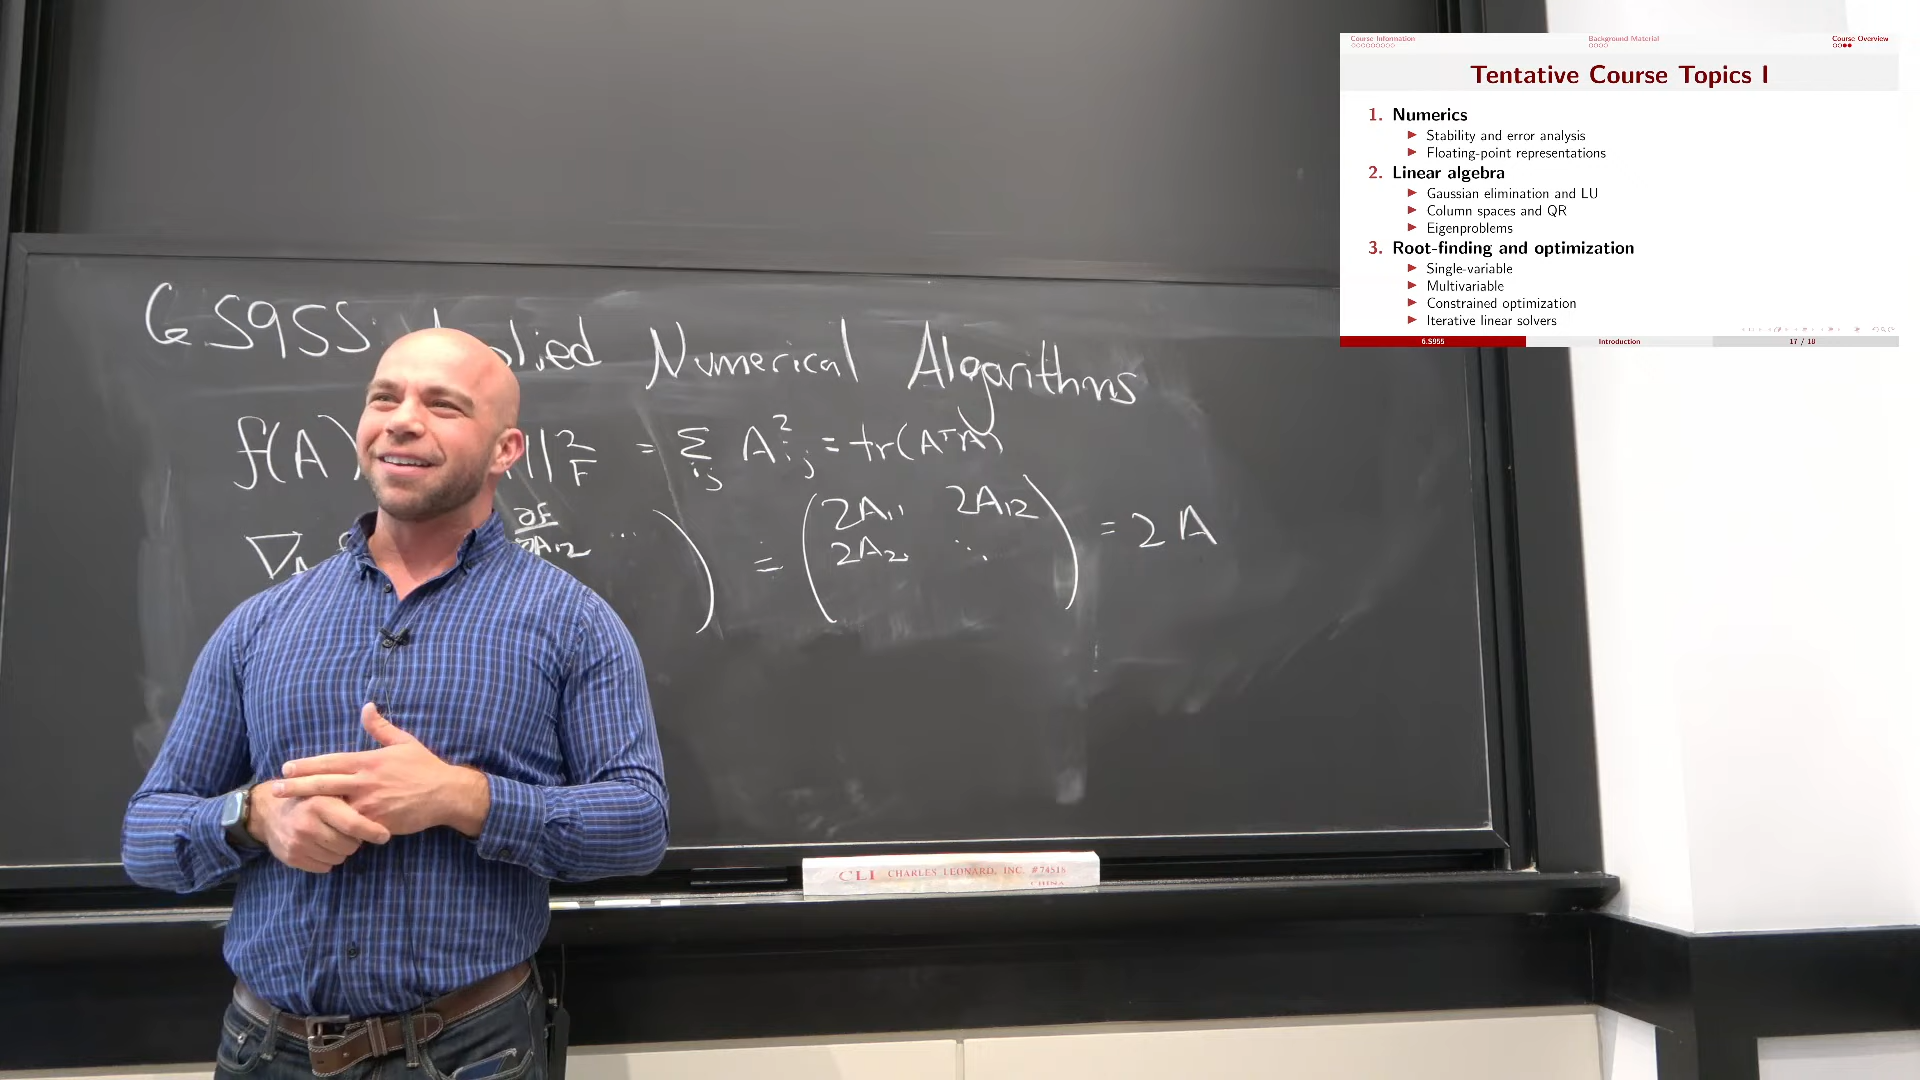 6.S955: Applied Numerical Algorithms
f(A) ||²_F = Σ_ij A²_ij = tr(AᵀA)
∇_A ∂f/∂A₁₂ ⋯ ) = ( 2A₁₁ 2A₁₂ = 2A
2A₂₁ ⋱ )
CLI CHARLES LEONARD, INC. #74516
CHINA
Course Information Background Material Course Overview
Tentative Course Topics I
1. Numerics
▶ Stability and error analysis
▶ Floating-point representations
2. Linear algebra
▶ Gaussian elimination and LU
▶ Column spaces and QR
▶ Eigenproblems
3. Root-finding and optimization
▶ Single-variable
▶ Multivariable
▶ Constrained optimization
▶ Iterative linear solvers
6.S955 Introduction 17 / 18